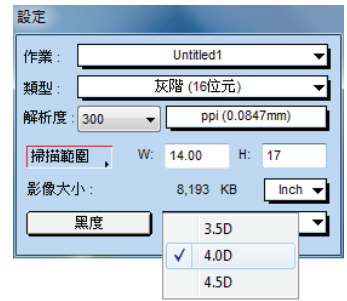 設定
作業 : Untitled1
類型 : 灰階 (16位元)
解析度 : 300 ppi (0.0847mm)
掃描範圍 W: 14.00 H: 17
影像大小 : 8,193 KB Inch
黑度
3.5D
✓ 4.0D
4.5D